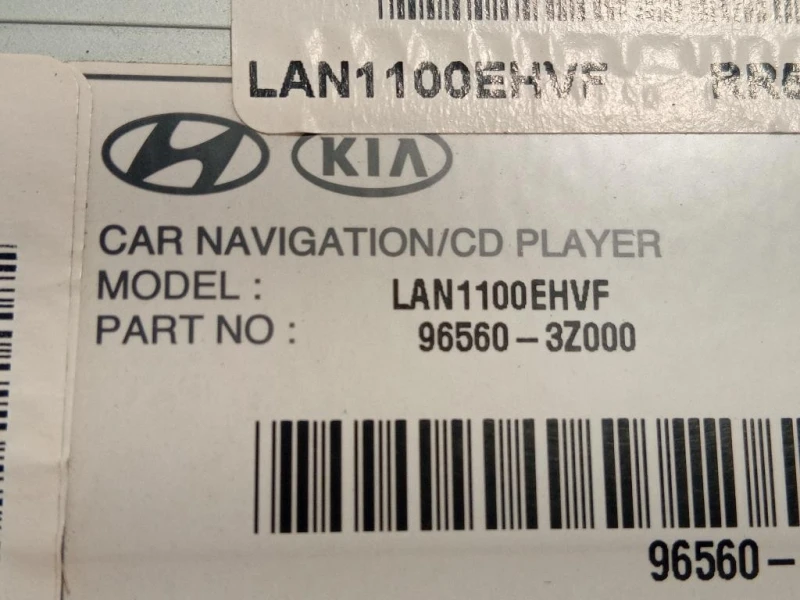 LAN1100EHVF
KIA
CAR NAVIGATION/CD PLAYER
MODEL : LAN1100EHVF
PART NO : 96560-3Z000
96560-